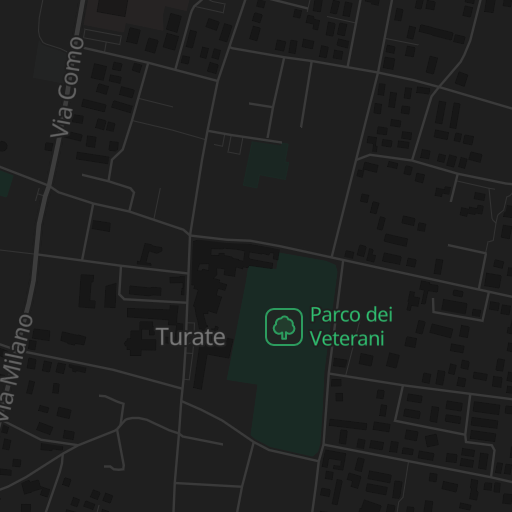 Via Como
Parco dei
Veterani
Turate
Via Milano